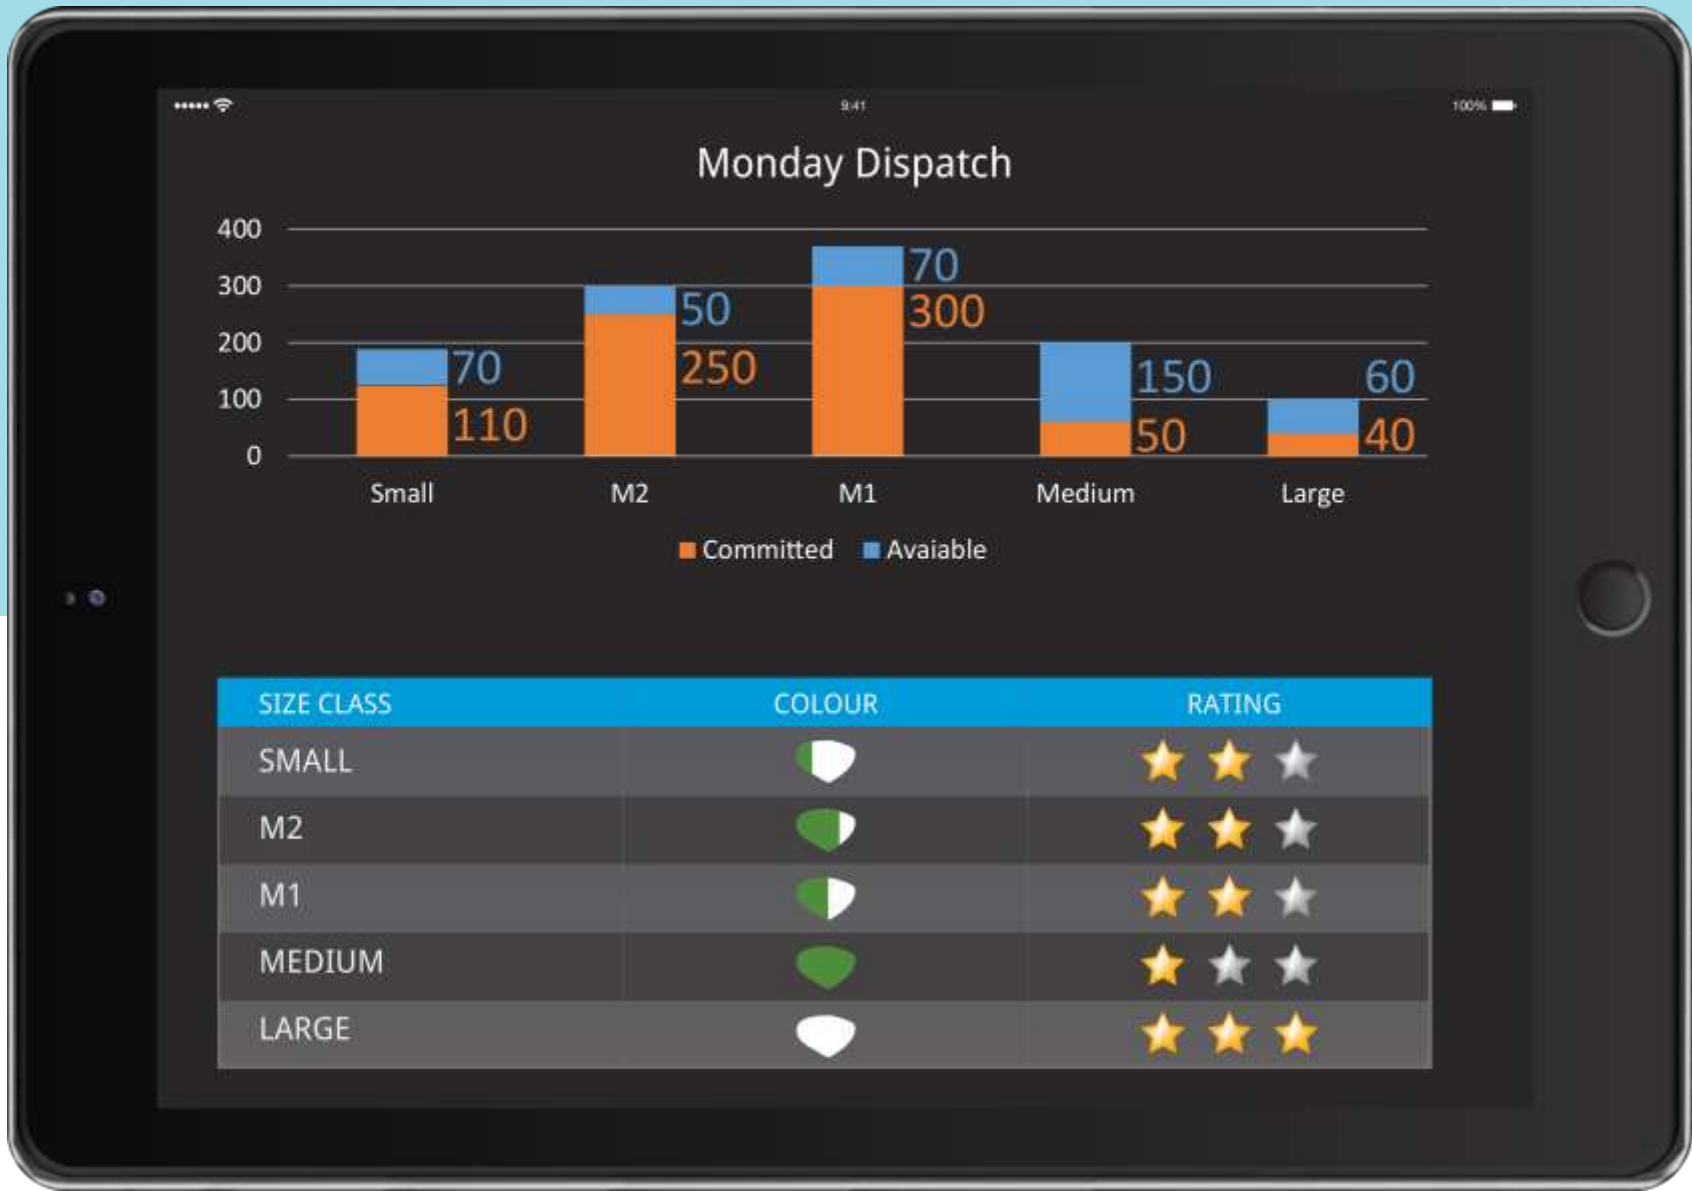 9:41
100%
Monday Dispatch
400
300
200
100
0
70
110
50
250
70
300
150
50
60
40
Small M2 M1 Medium Large
Committed Avaiable
SIZE CLASS COLOUR RATING
SMALL
M2
M1
MEDIUM
LARGE